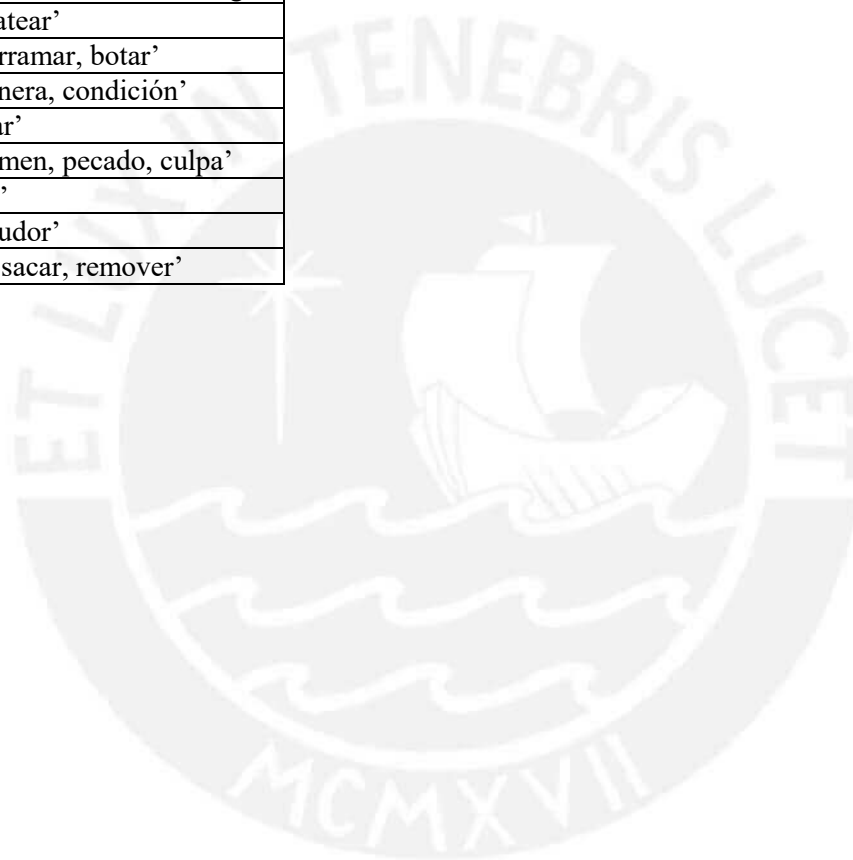 atear’
rramar, botar’
nera, condición’
ar’
men, pecado, culpa’
’
udor’
sacar, remover’
ET LUX IN TENEBRIS LUCET
MCMXVII